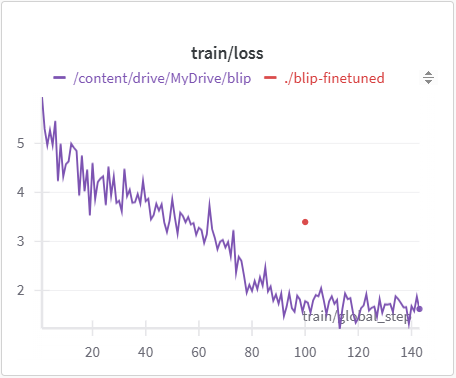 train/loss
/content/drive/MyDrive/blip ./blip-finetuned
5
4
3
2
train/global_step
20 40 60 80 100 120 140